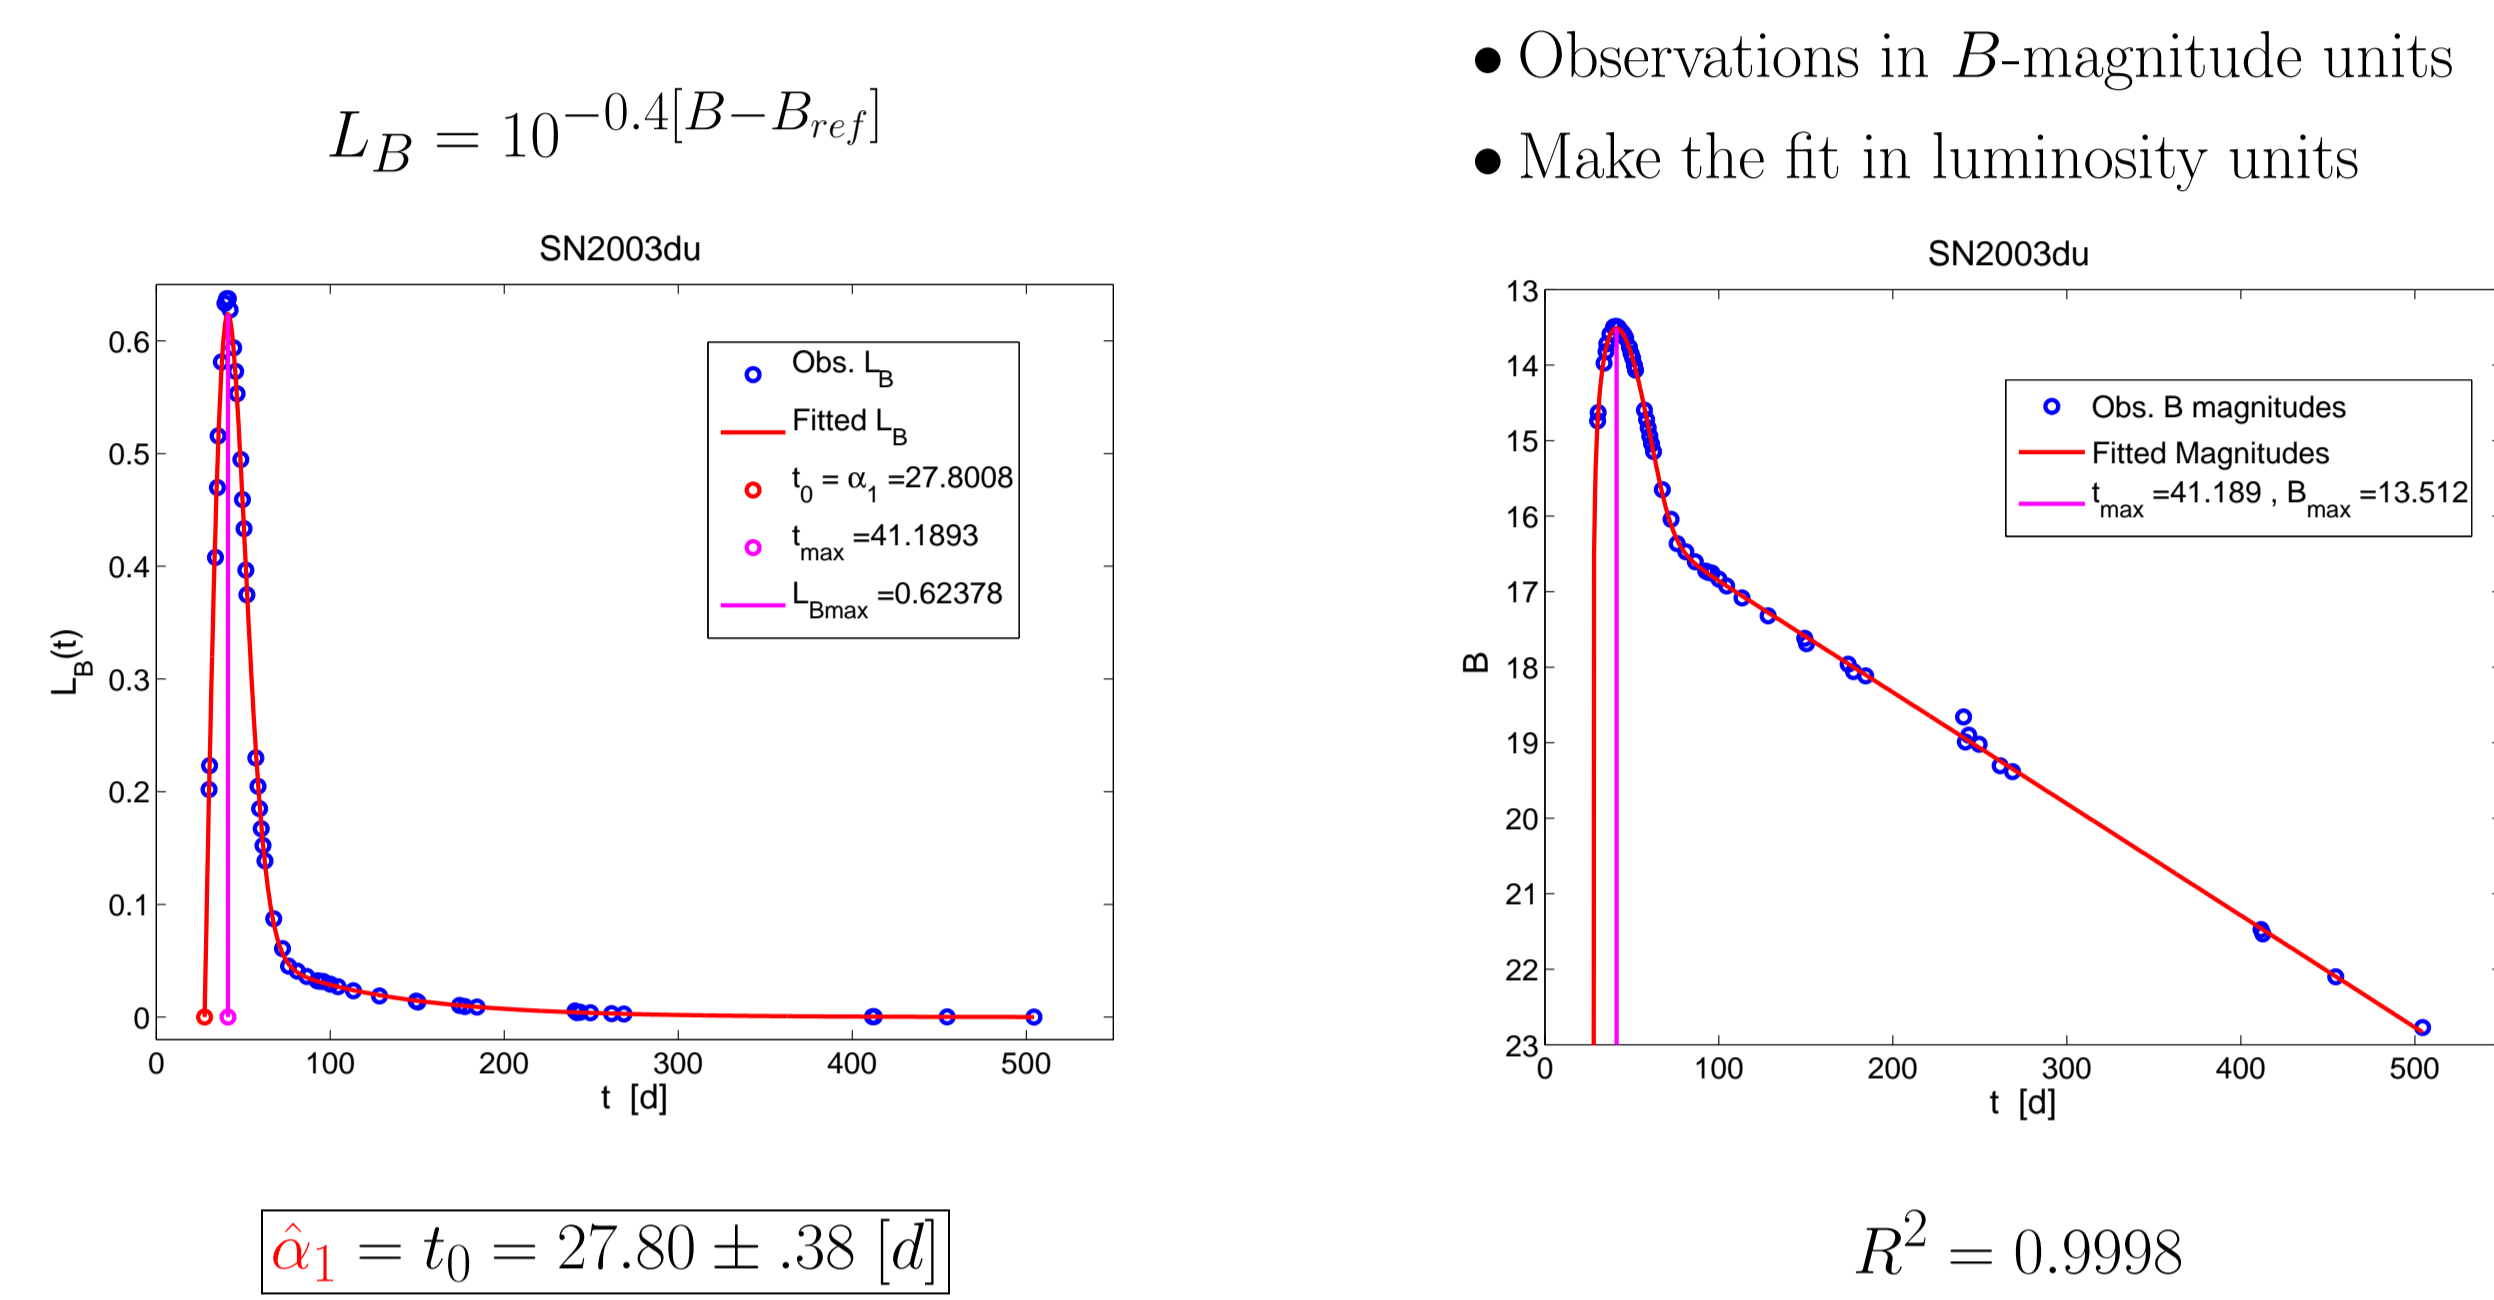 L_B = 10^{-0.4[B-B_{ref}]}
• Observations in B-magnitude units
• Make the fit in luminosity units
SN2003du
L_B(t)
0.6
0.5
0.4
0.3
0.2
0.1
0
0 100 200 300 400 500
t [d]
Obs. L_B
Fitted L_B
t_0 = α_1 =27.8008
t_max =41.1893
L_Bmax =0.62378
SN2003du
B
13
14
15
16
17
18
19
20
21
22
23
0 100 200 300 400 500
t [d]
Obs. B magnitudes
Fitted Magnitudes
t_max =41.189 , B_max =13.512
α̂_1 = t_0 = 27.80 ± .38 [d]
R² = 0.9998